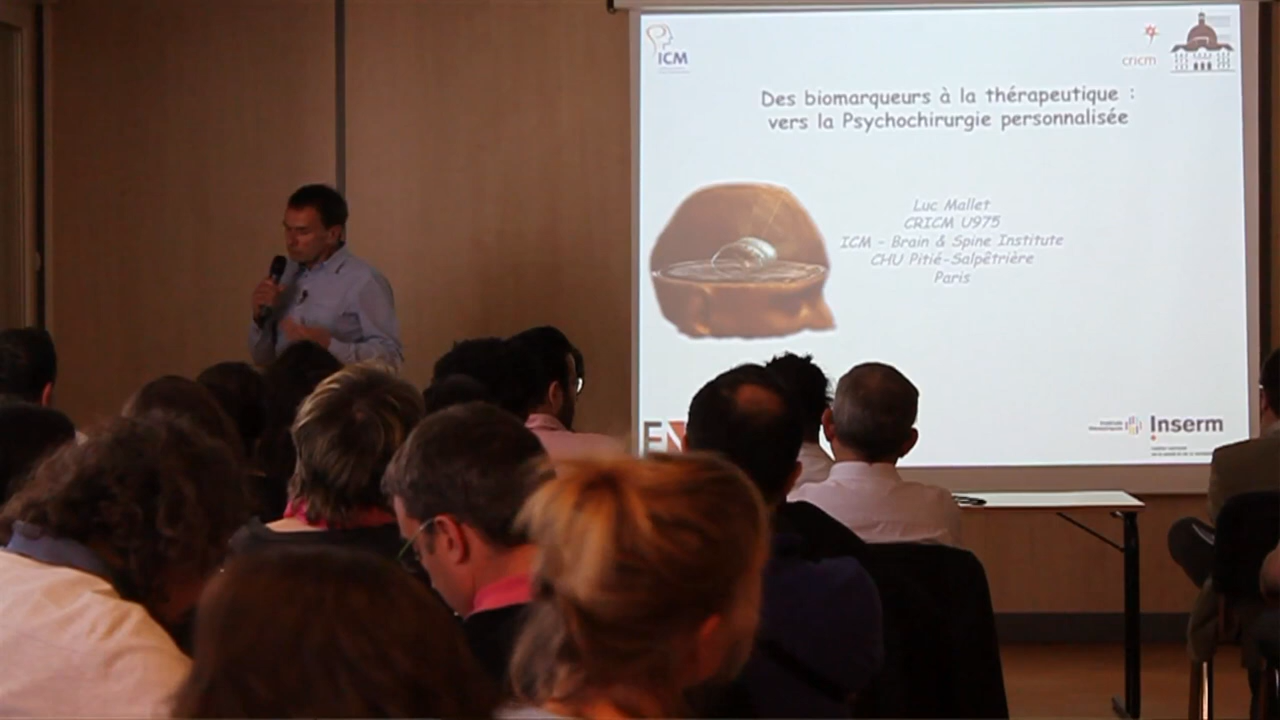 ICM
cricm
Des biomarqueurs à la thérapeutique :
vers la Psychochirurgie personnalisée
Luc Mallet
CRICM U975
ICM - Brain & Spine Institute
CHU Pitié-Salpêtrière
Paris
Inserm